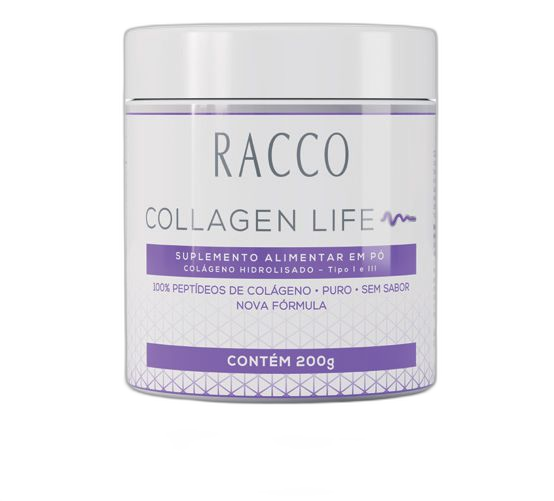 RACCO
COLLAGEN LIFE
SUPLEMENTO ALIMENTAR EM PÓ
COLÁGENO HIDROLISADO – Tipo I e III
100% PEPTÍDEOS DE COLÁGENO • PURO • SEM SABOR
NOVA FÓRMULA
CONTÉM 200g